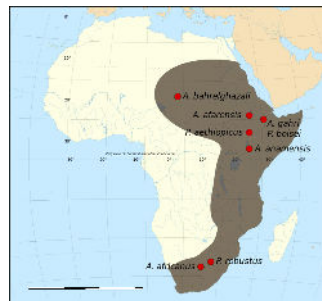 A. bahrelghazali
A. afarensis
A. garhi
P. aethiopicus
P. boisei
A. anamensis
P. robustus
A. africanus